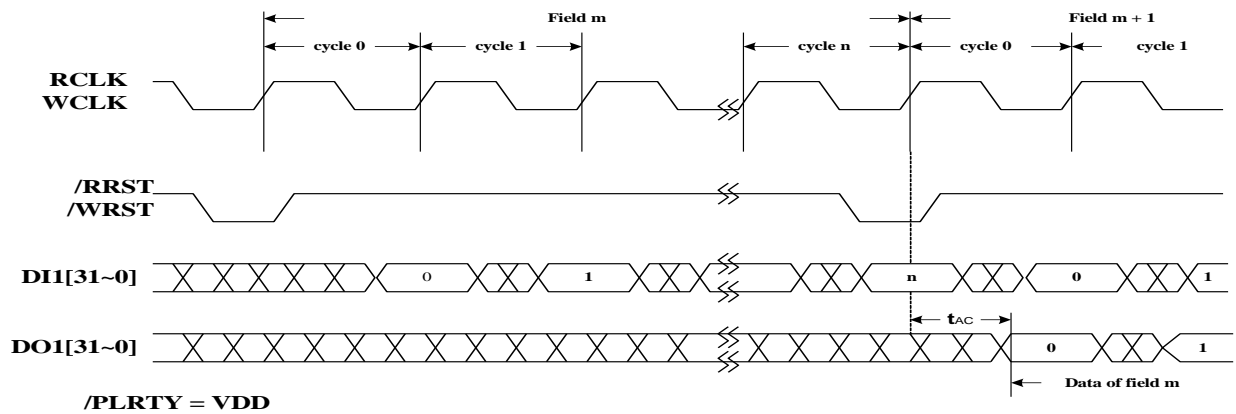 Field m Field m + 1
cycle 0 cycle 1 cycle n cycle 0 cycle 1
RCLK
WCLK
/RRST
/WRST
DI1[31~0] 0 1 n 0 1
tAC
DO1[31~0] 0 1
Data of field m
/PLRTY = VDD